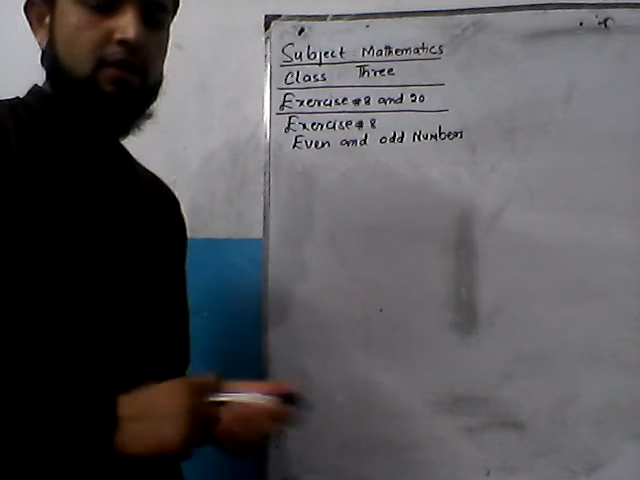 Subject Mathematics
Class Three
Exercise # 8 and 20
Exercise # 8
Even and odd Numbers